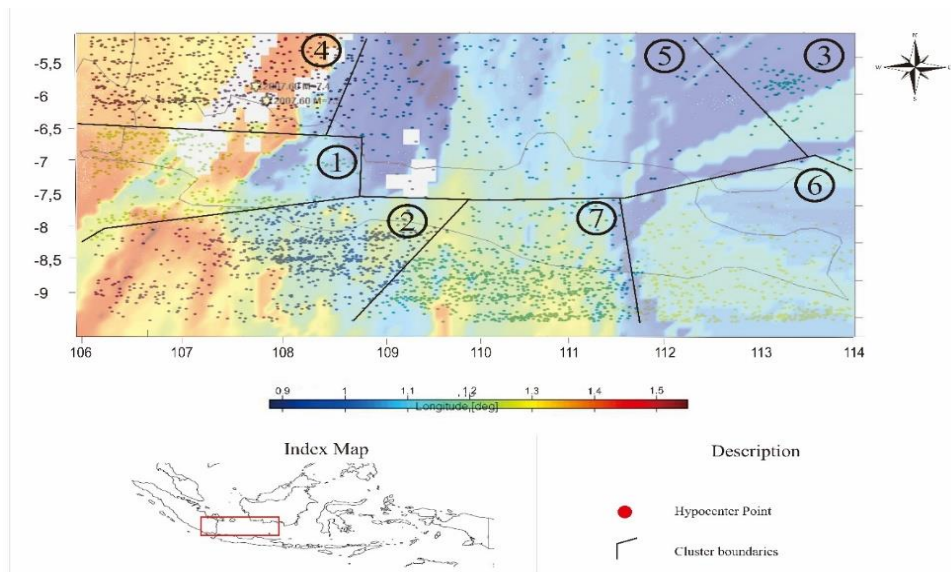 4
5
3
N
W
E
S
-5,5
-6
-6,5
-7
-7,5
-8
-8,5
-9
1
2
7
6
106 107 108 109 110 111 112 113 114
0.9 1 1,1 1,2 1.3 1.4 1.5
Longitude,[deg]
Index Map
Description
Hypocenter Point
Cluster boundaries